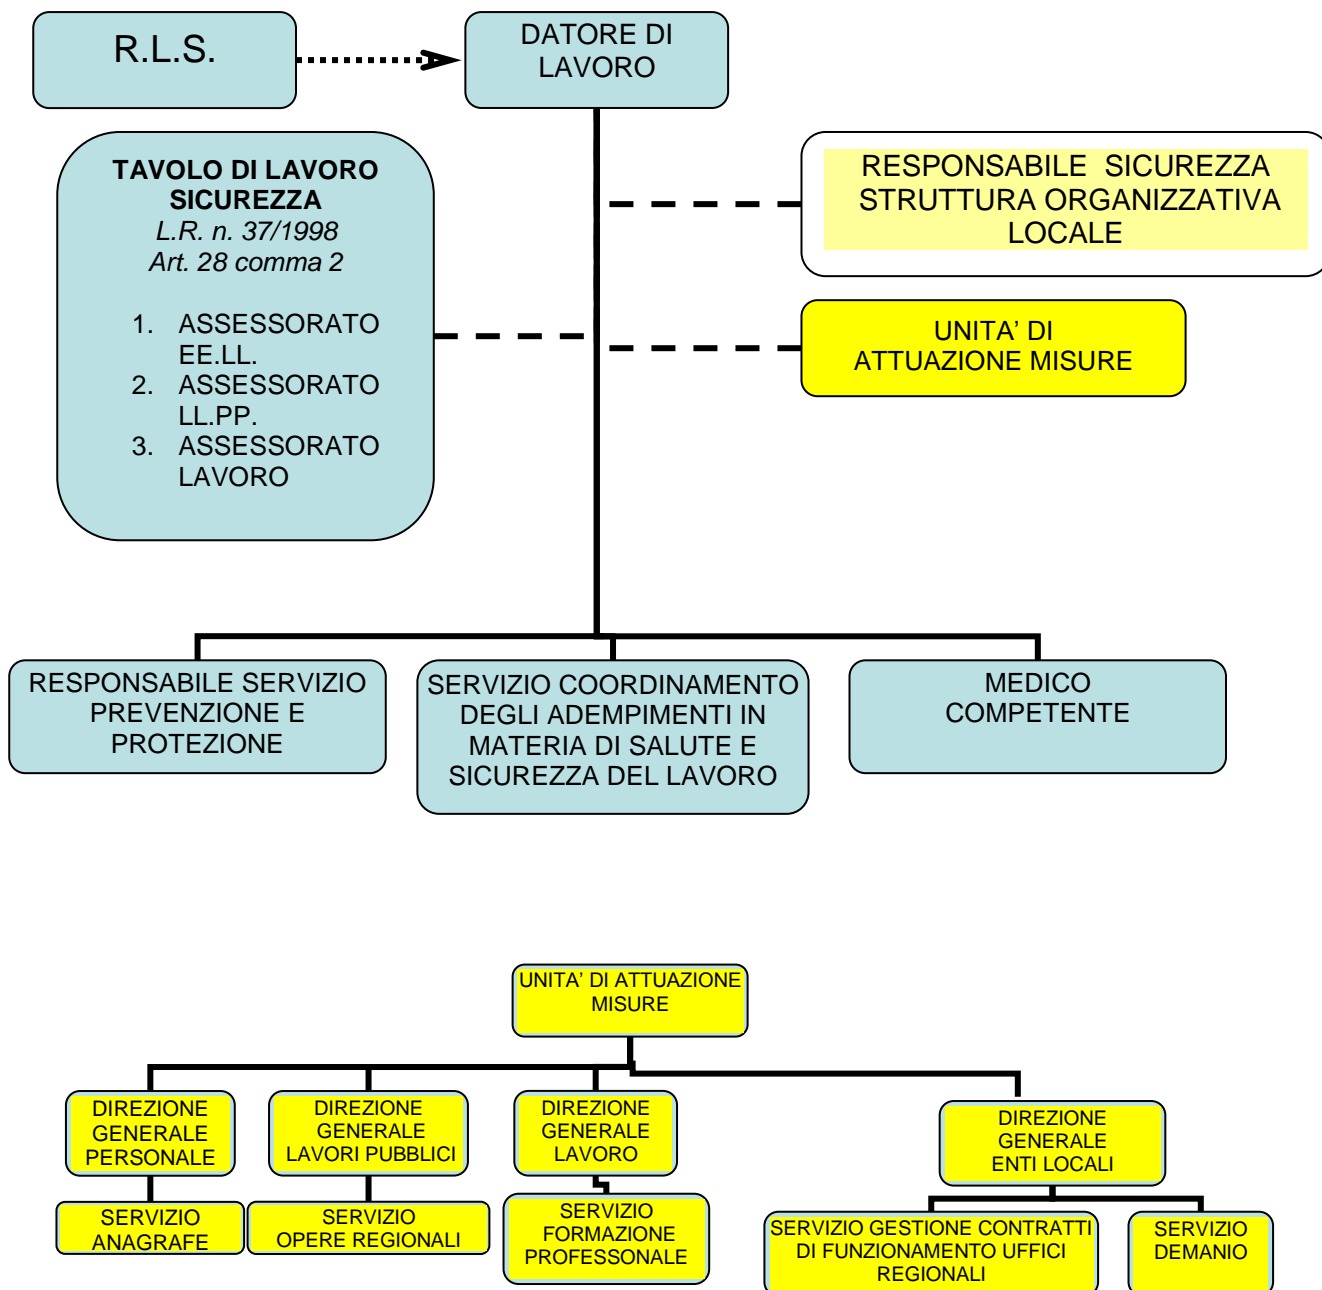 R.L.S.
DATORE DI
LAVORO
TAVOLO DI LAVORO
SICUREZZA
L.R. n. 37/1998
Art. 28 comma 2
1. ASSESSORATO
EE.LL.
2. ASSESSORATO
LL.PP.
3. ASSESSORATO
LAVORO
RESPONSABILE SICUREZZA
STRUTTURA ORGANIZZATIVA
LOCALE
UNITA’ DI
ATTUAZIONE MISURE
RESPONSABILE SERVIZIO
PREVENZIONE E
PROTEZIONE
SERVIZIO COORDINAMENTO
DEGLI ADEMPIMENTI IN
MATERIA DI SALUTE E
SICUREZZA DEL LAVORO
MEDICO
COMPETENTE
UNITA’ DI ATTUAZIONE
MISURE
DIREZIONE
GENERALE
PERSONALE
DIREZIONE
GENERALE
LAVORI PUBBLICI
DIREZIONE
GENERALE
LAVORO
DIREZIONE
GENERALE
ENTI LOCALI
SERVIZIO
ANAGRAFE
SERVIZIO
OPERE REGIONALI
SERVIZIO
FORMAZIONE
PROFESSONALE
SERVIZIO GESTIONE CONTRATTI
DI FUNZIONAMENTO UFFICI
REGIONALI
SERVIZIO
DEMANIO